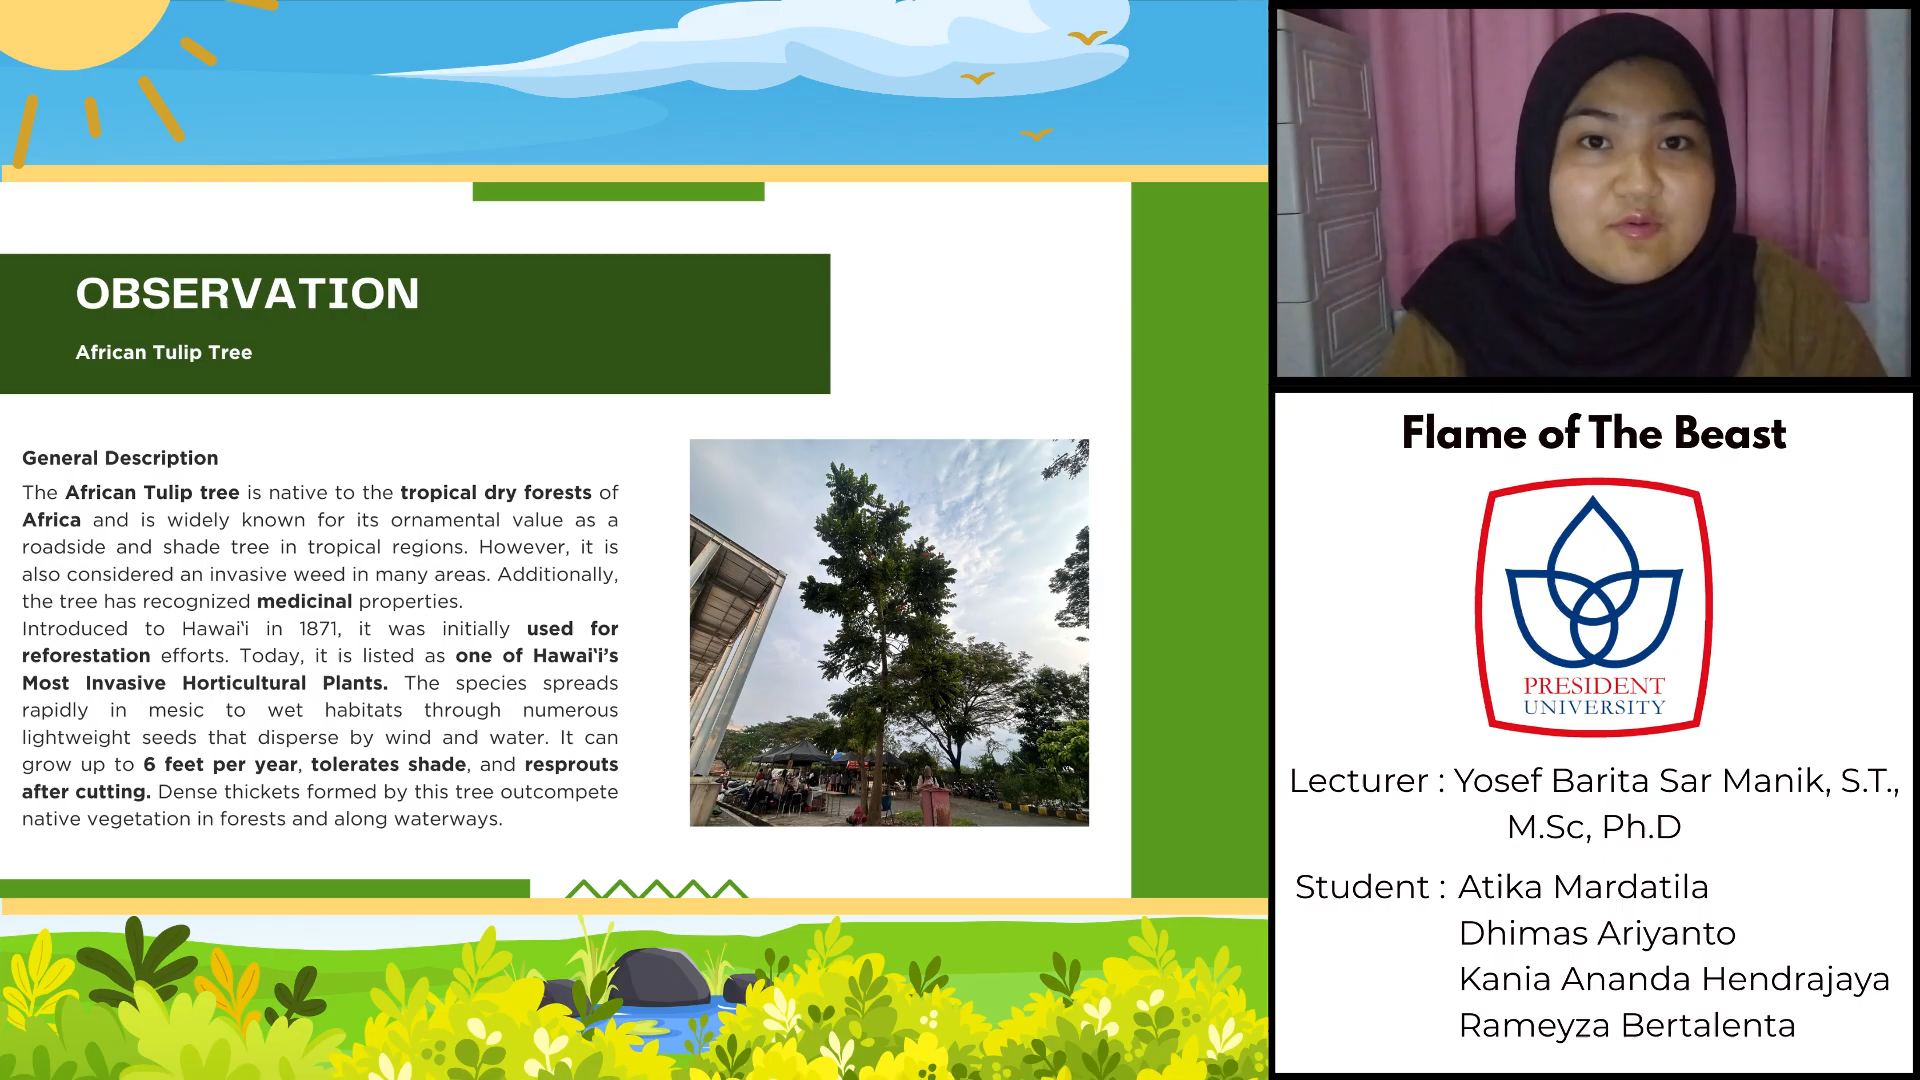 OBSERVATION
African Tulip Tree
General Description
The African Tulip tree is native to the tropical dry forests of
Africa and is widely known for its ornamental value as a
roadside and shade tree in tropical regions. However, it is
also considered an invasive weed in many areas. Additionally,
the tree has recognized medicinal properties.
Introduced to Hawaiʽi in 1871, it was initially used for
reforestation efforts. Today, it is listed as one of Hawaiʽi’s
Most Invasive Horticultural Plants. The species spreads
rapidly in mesic to wet habitats through numerous
lightweight seeds that disperse by wind and water. It can
grow up to 6 feet per year, tolerates shade, and resprouts
after cutting. Dense thickets formed by this tree outcompete
native vegetation in forests and along waterways.
Flame of The Beast
PRESIDENT
UNIVERSITY
Lecturer : Yosef Barita Sar Manik, S.T.,
M.Sc, Ph.D
Student : Atika Mardatila
Dhimas Ariyanto
Kania Ananda Hendrajaya
Rameyza Bertalenta